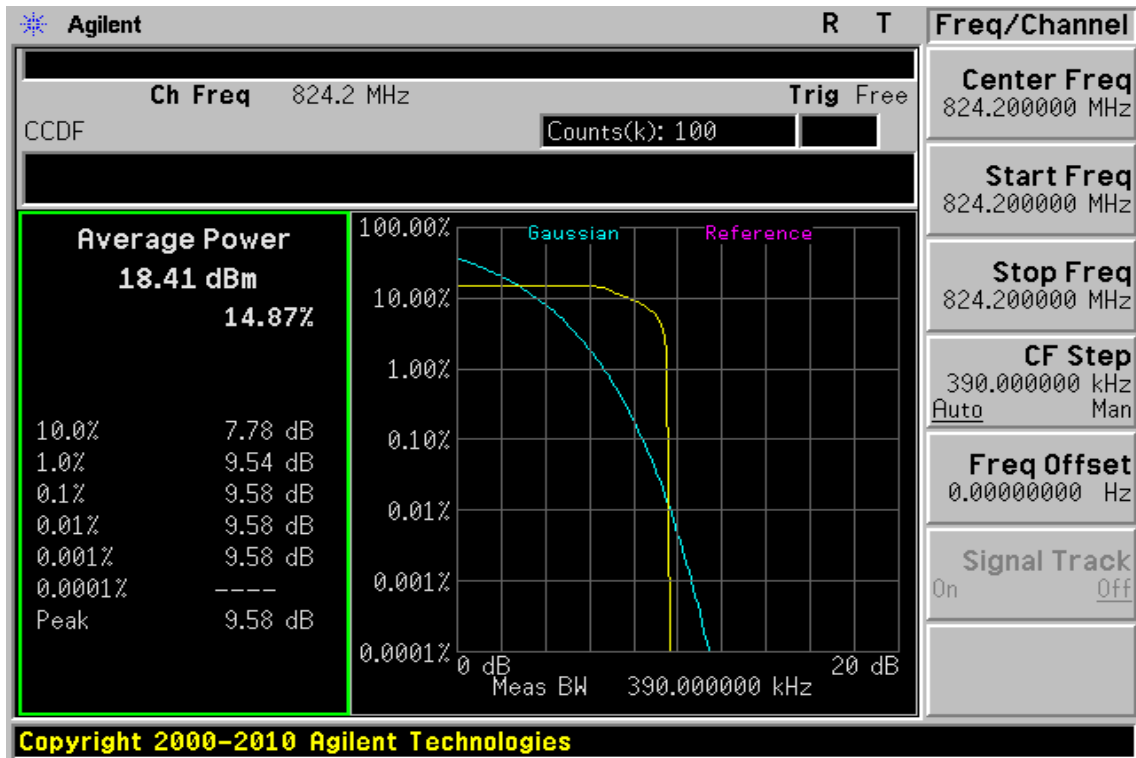 Agilent R T Freq/Channel
Ch Freq 824.2 MHz Trig Free
CCDF Counts(k): 100
Average Power
18.41 dBm
14.87%
10.0% 7.78 dB
1.0% 9.54 dB
0.1% 9.58 dB
0.01% 9.58 dB
0.001% 9.58 dB
0.0001% ----
Peak 9.58 dB
Gaussian Reference
100.00%
10.00%
1.00%
0.10%
0.01%
0.001%
0.0001%
0 dB 20 dB
Meas BW 390.000000 kHz
Center Freq
824.200000 MHz
Start Freq
824.200000 MHz
Stop Freq
824.200000 MHz
CF Step
390.000000 kHz
Auto Man
Freq Offset
0.00000000 Hz
Signal Track
On Off
Copyright 2000-2010 Agilent Technologies